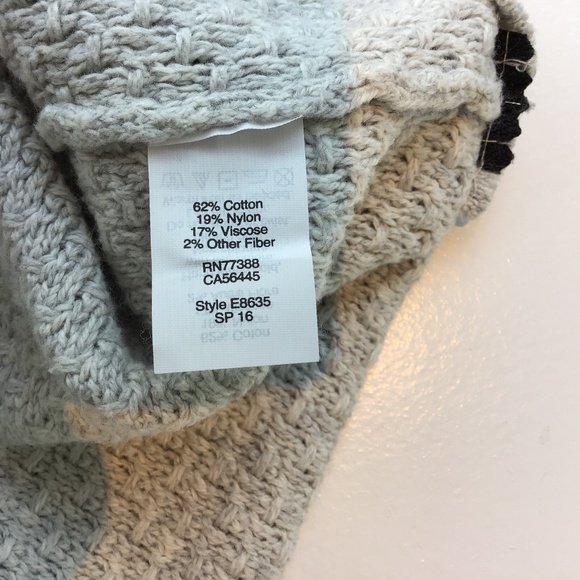 62% Cotton
19% Nylon
17% Viscose
2% Other Fiber
RN77388
CA56445
Style E8635
SP 16